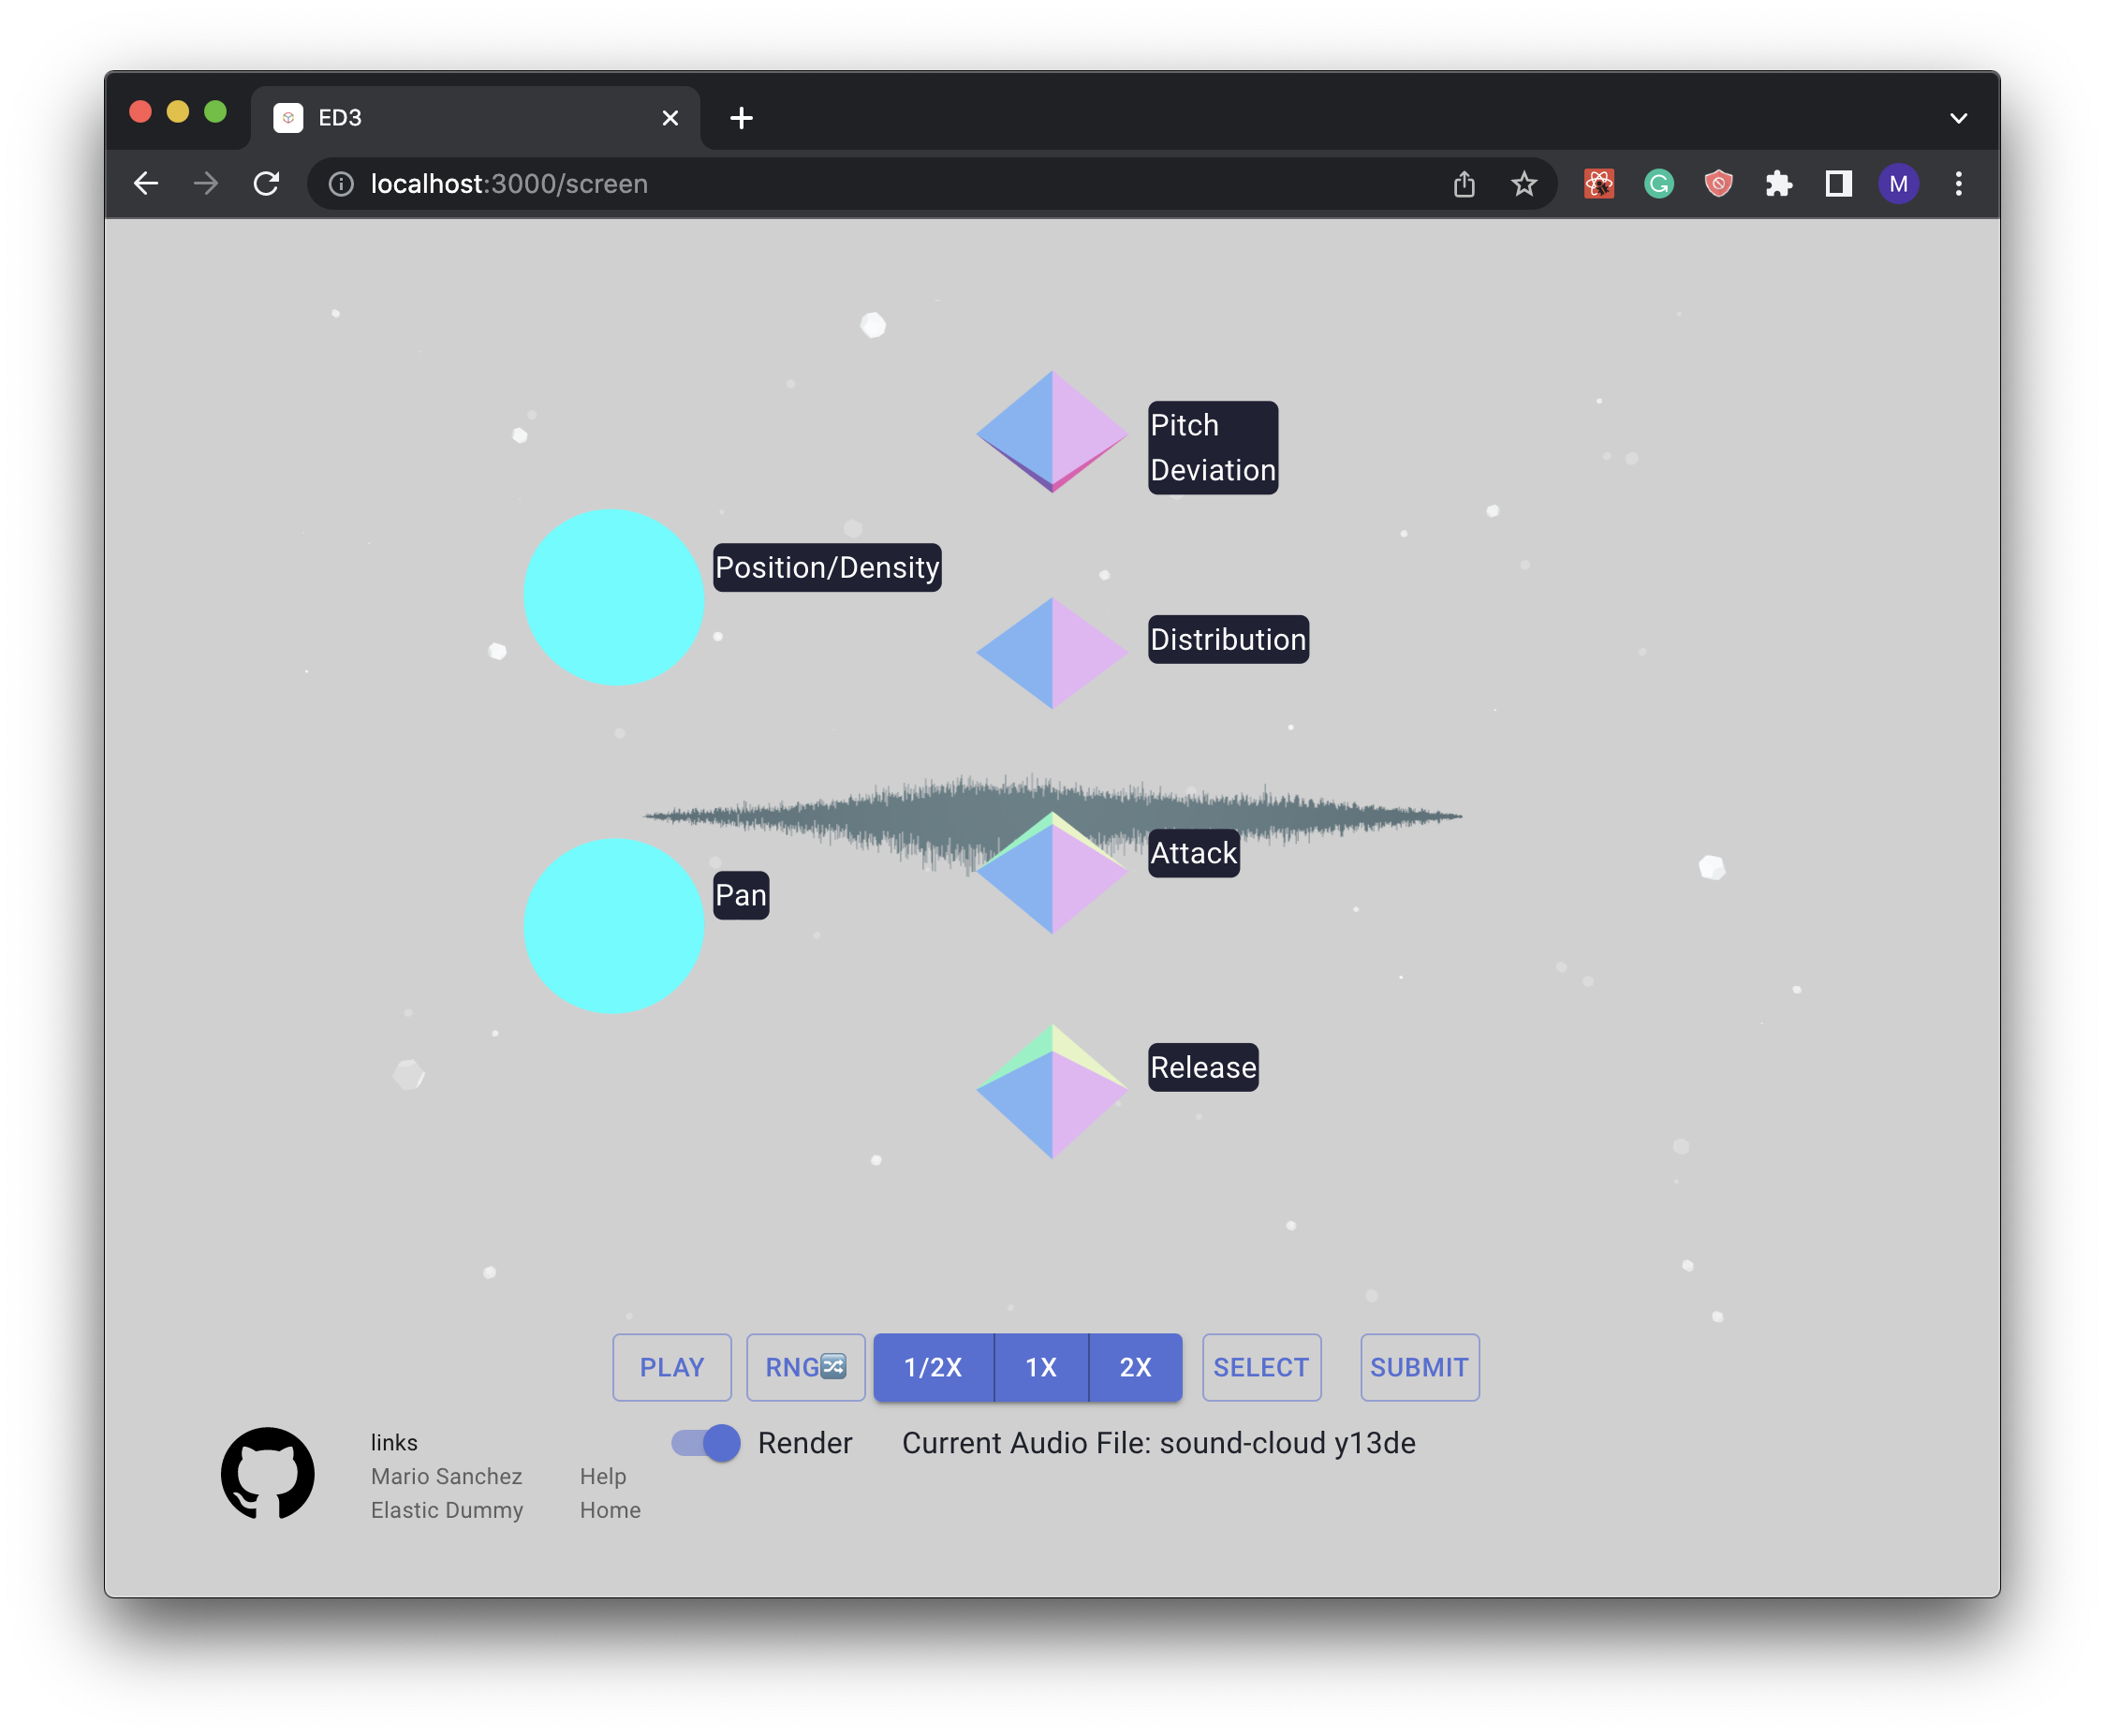 ED3
localhost:3000/screen
M
Pitch
Deviation
Position/Density
Distribution
Attack
Pan
Release
PLAY
RNG🔀
1/2X
1X
2X
SELECT
SUBMIT
Render
Current Audio File: sound-cloud y13de
links
Mario Sanchez
Help
Elastic Dummy
Home